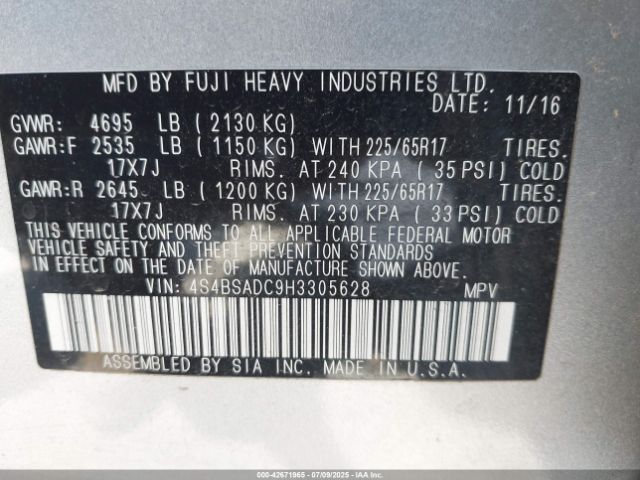 MFD BY FUJI HEAVY INDUSTRIES LTD.
DATE: 11/16
GVWR: 4695 LB ( 2130 KG)
GAWR:F 2535 LB ( 1150 KG) WITH 225/65R17 TIRES.
17X7J RIMS. AT 240 KPA ( 35 PSI) COLD
GAWR:R 2645 LB ( 1200 KG) WITH 225/65R17 TIRES.
17X7J RIMS. AT 230 KPA ( 33 PSI) COLD
THIS VEHICLE CONFORMS TO ALL APPLICABLE FEDERAL MOTOR
VEHICLE SAFETY AND THEFT PREVENTION STANDARDS
IN EFFECT ON THE DATE OF MANUFACTURE SHOWN ABOVE.
VIN: 4S4BSADC9H3305628 MPV
ASSEMBLED BY SIA INC. MADE IN U.S.A.
000-42671965 07/09/2025 IAAI.COM